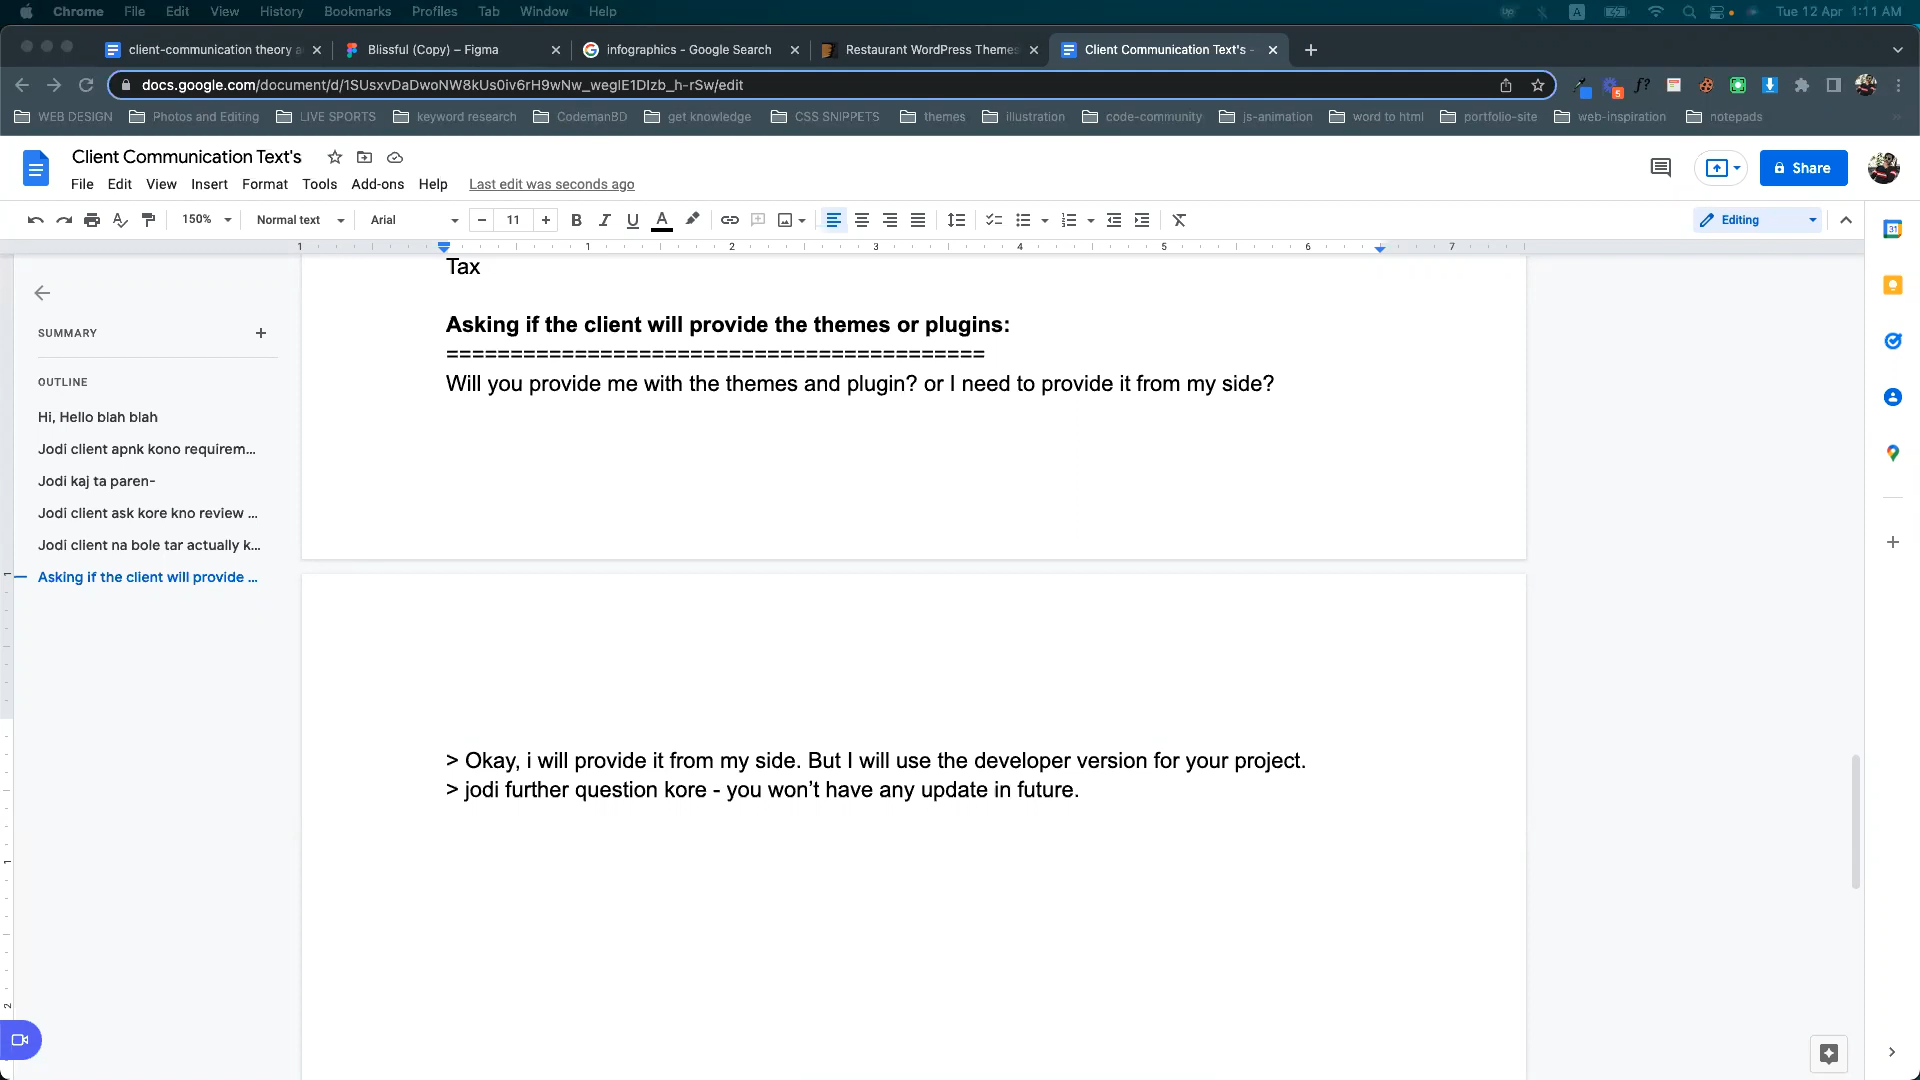 Chrome File Edit View History Bookmarks Profiles Tab Window Help Tue 12 Apr 1:11 AM
client-communication theory a Blissful (Copy) – Figma infographics - Google Search Restaurant WordPress Themes Client Communication Text's -
docs.google.com/document/d/1SUsxvDaDwoNW8kUs0iv6rH9wNw_wegIE1DIzb_h-rSw/edit
WEB DESIGN Photos and Editing LIVE SPORTS keyword research CodemanBD get knowledge CSS SNIPPETS themes illustration code-community js-animation word to html portfolio-site web-inspiration notepads
Client Communication Text's
File Edit View Insert Format Tools Add-ons Help Last edit was seconds ago
Share
150% Normal text Arial 11 Editing
1 1 2 3 4 5 6 7
SUMMARY
OUTLINE
Hi, Hello blah blah
Jodi client apnk kono requirem...
Jodi kaj ta paren-
Jodi client ask kore kno review ...
Jodi client na bole tar actually k...
Asking if the client will provide ...
Tax
Asking if the client will provide the themes or plugins:
==========================================
Will you provide me with the themes and plugin? or I need to provide it from my side?
> Okay, i will provide it from my side. But I will use the developer version for your project.
> jodi further question kore - you won't have any update in future.